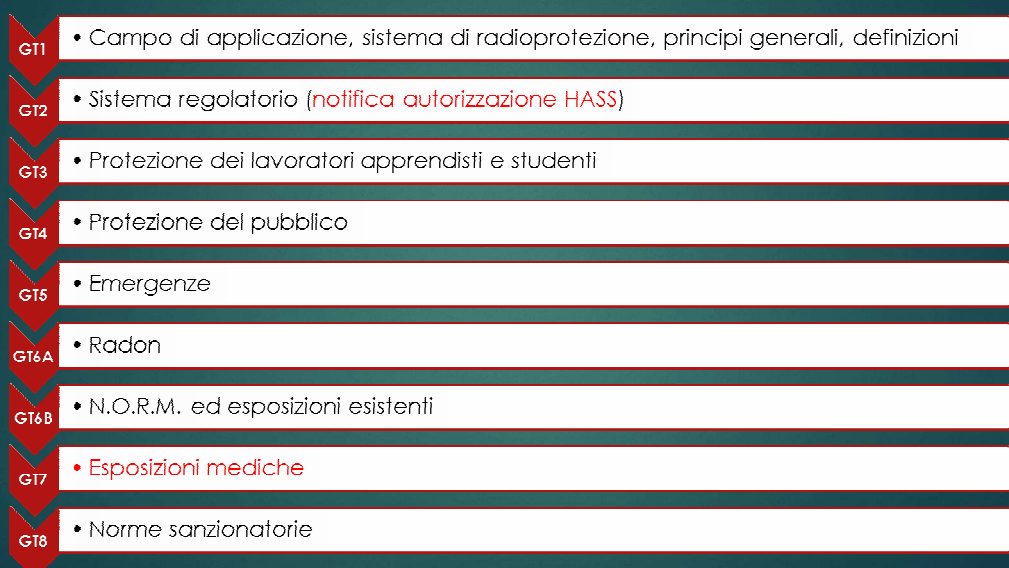 GT1 • Campo di applicazione, sistema di radioprotezione, principi generali, definizioni
GT2 • Sistema regolatorio (notifica autorizzazione HASS)
GT3 • Protezione dei lavoratori apprendisti e studenti
GT4 • Protezione del pubblico
GT5 • Emergenze
GT6A • Radon
GT6B • N.O.R.M. ed esposizioni esistenti
GT7 • Esposizioni mediche
GT8 • Norme sanzionatorie